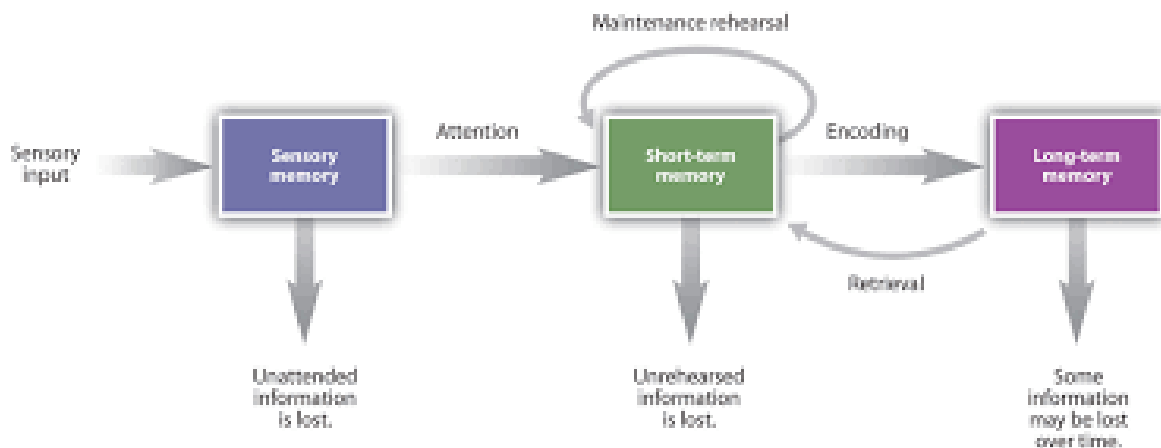 Maintenance rehearsal
Sensory
input
Sensory
memory
Attention
Short-term
memory
Encoding
Long-term
memory
Retrieval
Unattended
information
is lost.
Unrehearsed
information
is lost.
Some
information
may be lost
over time.